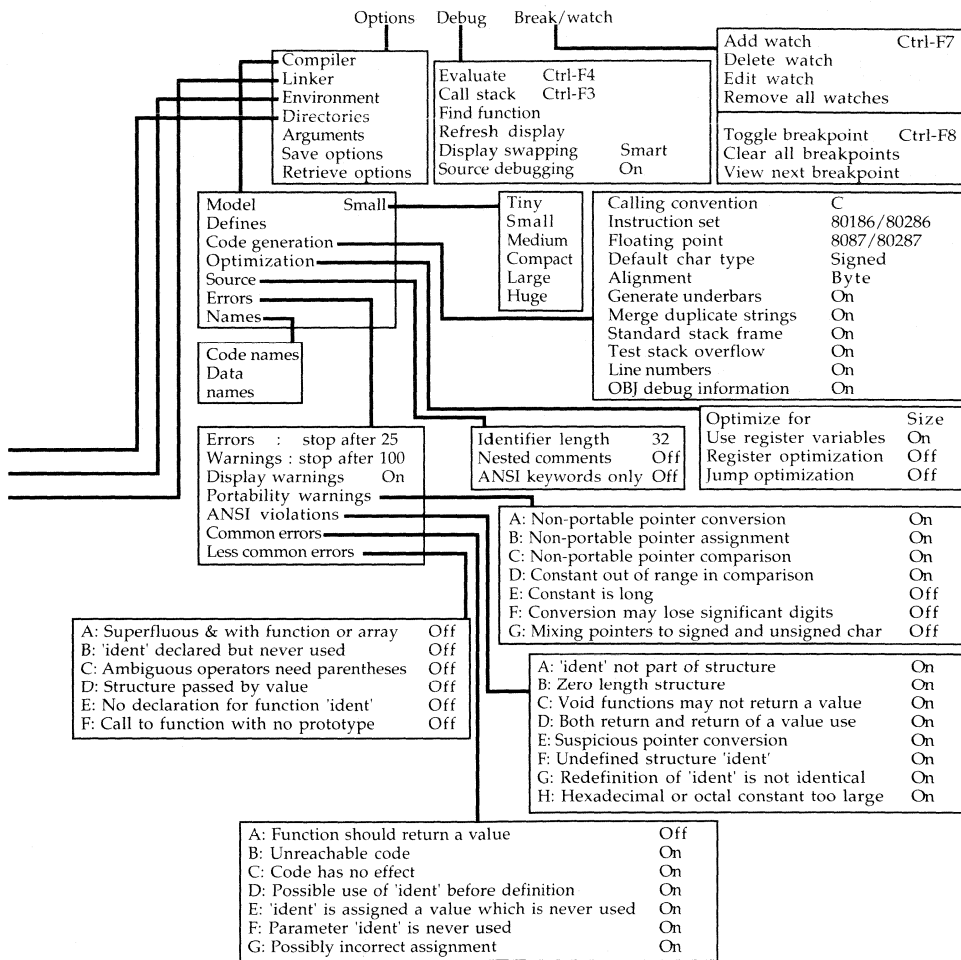 Options Debug Break/watch
Compiler
Linker
Environment
Directories
Arguments
Save options
Retrieve options
Evaluate Ctrl-F4
Call stack Ctrl-F3
Find function
Refresh display
Display swapping Smart
Source debugging On
Add watch Ctrl-F7
Delete watch
Edit watch
Remove all watches
Toggle breakpoint Ctrl-F8
Clear all breakpoints
View next breakpoint
Model Small
Defines
Code generation
Optimization
Source
Errors
Names
Tiny
Small
Medium
Compact
Large
Huge
Calling convention C
Instruction set 80186/80286
Floating point 8087/80287
Default char type Signed
Alignment Byte
Generate underbars On
Merge duplicate strings On
Standard stack frame On
Test stack overflow On
Line numbers On
OBJ debug information On
Code names
Data
names
Optimize for Size
Use register variables On
Register optimization Off
Jump optimization Off
Identifier length 32
Nested comments Off
ANSI keywords only Off
Errors : stop after 25
Warnings : stop after 100
Display warnings On
Portability warnings
ANSI violations
Common errors
Less common errors
A: Non-portable pointer conversion On
B: Non-portable pointer assignment On
C: Non-portable pointer comparison On
D: Constant out of range in comparison On
E: Constant is long Off
F: Conversion may lose significant digits Off
G: Mixing pointers to signed and unsigned char Off
A: Superfluous & with function or array Off
B: 'ident' declared but never used Off
C: Ambiguous operators need parentheses Off
D: Structure passed by value Off
E: No declaration for function 'ident' Off
F: Call to function with no prototype Off
A: 'ident' not part of structure On
B: Zero length structure On
C: Void functions may not return a value On
D: Both return and return of a value use On
E: Suspicious pointer conversion On
F: Undefined structure 'ident' On
G: Redefinition of 'ident' is not identical On
H: Hexadecimal or octal constant too large On
A: Function should return a value Off
B: Unreachable code On
C: Code has no effect On
D: Possible use of 'ident' before definition On
E: 'ident' is assigned a value which is never used On
F: Parameter 'ident' is never used On
G: Possibly incorrect assignment On